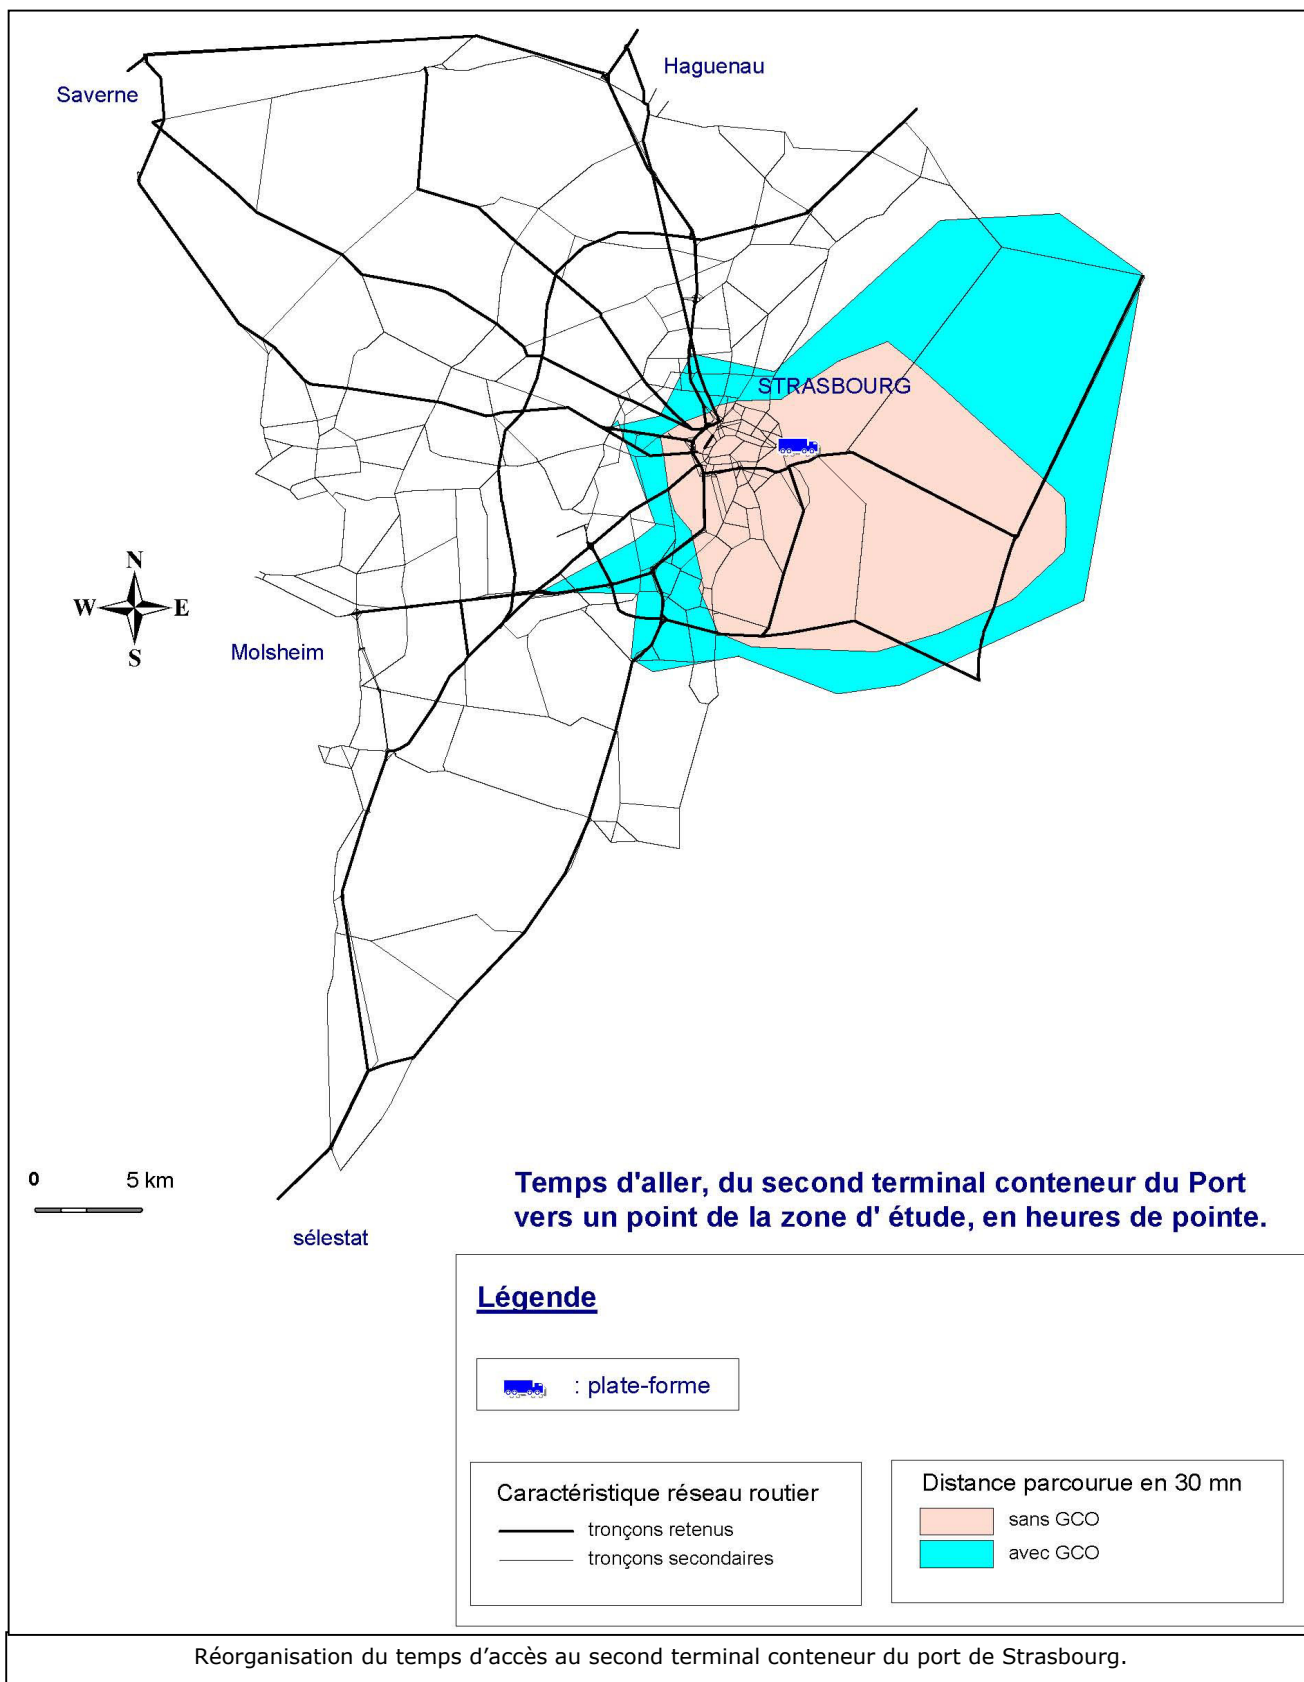 Haguenau
Saverne
STRASBOURG
N
W E
S
Molsheim
0 5 km
sélestat
Temps d'aller, du second terminal conteneur du Port
vers un point de la zone d' étude, en heures de pointe.
Légende
: plate-forme
Caractéristique réseau routier
tronçons retenus
tronçons secondaires
Distance parcourue en 30 mn
sans GCO
avec GCO
Réorganisation du temps d’accès au second terminal conteneur du port de Strasbourg.